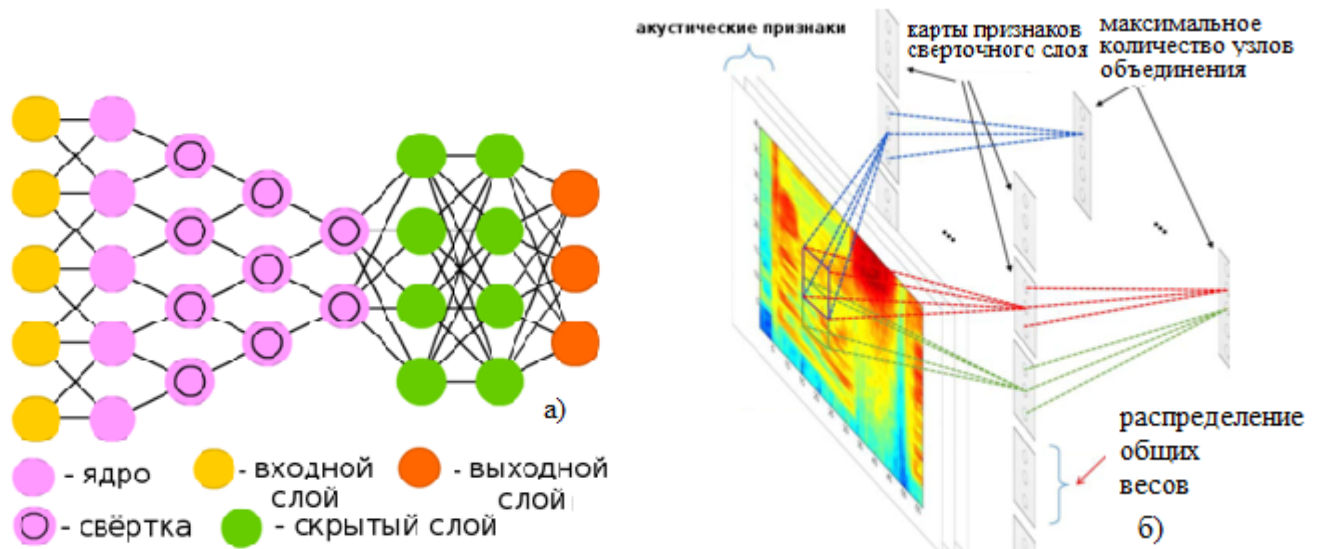 а)
- ядро
- входной
слой
- выходной
слой
- свёртка
- скрытый слой
акустические признаки
карты признаков
сверточного слоя
максимальное
количество узлов
объединения
...
...
распределение
общих
весов
б)